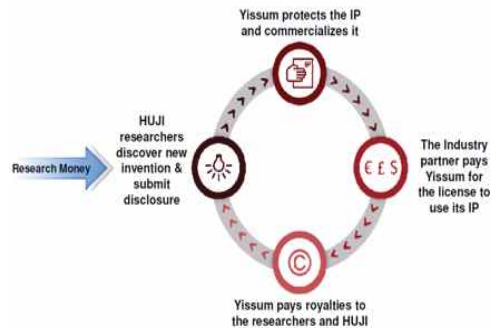 Yissum protects the IP
and commercializes it
HUJI
researchers
discover new
invention &
submit
disclosure
Research Money
€ £ $
The Industry
partner pays
Yissum for
the license to
use its IP
©
Yissum pays royalties to
the researchers and HUJI